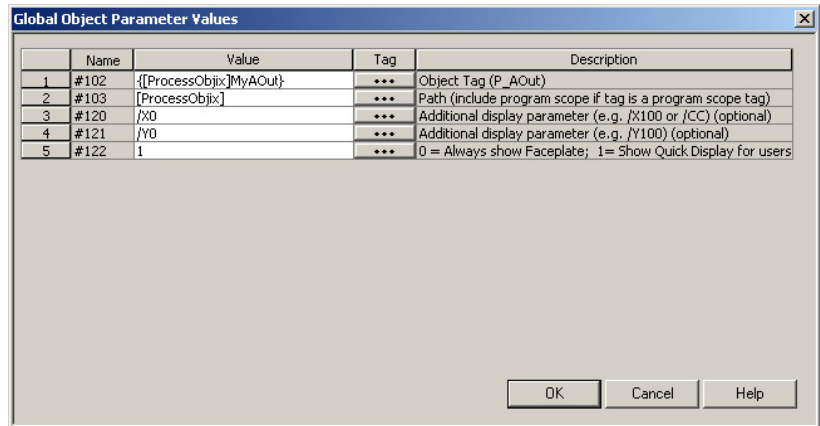 Global Object Parameter Values
Name Value Tag Description
1 #102 {[ProcessObjix]MyAOut} ••• Object Tag (P_AOut)
2 #103 [ProcessObjix] ••• Path (include program scope if tag is a program scope tag)
3 #120 /X0 ••• Additional display parameter (e.g. /X100 or /CC) (optional)
4 #121 /Y0 ••• Additional display parameter (e.g. /Y100) (optional)
5 #122 1 ••• 0 = Always show Faceplate; 1= Show Quick Display for users
OK Cancel Help